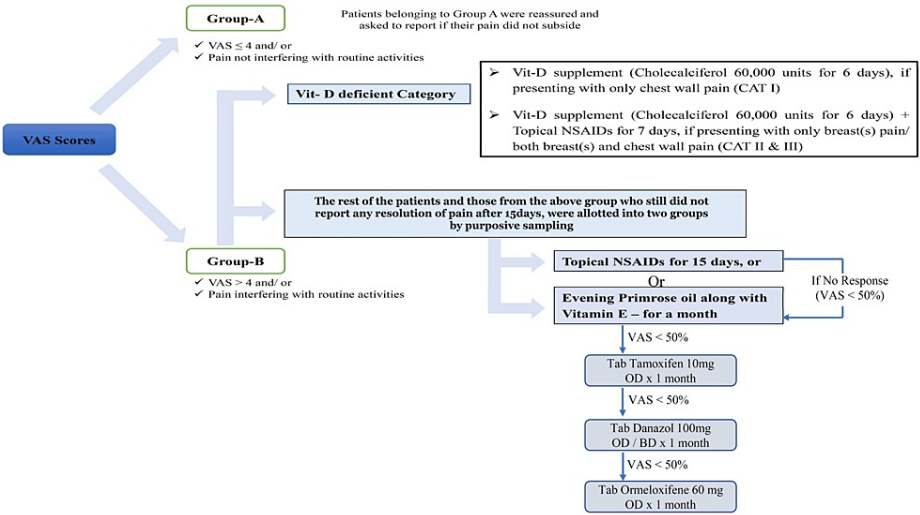 Group-A
Patients belonging to Group A were reassured and
asked to report if their pain did not subside
✓ VAS ≤ 4 and/ or
✓ Pain not interfering with routine activities
VAS Scores
Vit- D deficient Category
➢ Vit-D supplement (Cholecalciferol 60,000 units for 6 days), if
presenting with only chest wall pain (CAT I)
➢ Vit-D supplement (Cholecalciferol 60,000 units for 6 days) +
Topical NSAIDs for 7 days, if presenting with only breast(s) pain/
both breast(s) and chest wall pain (CAT II & III)
The rest of the patients and those from the above group who still did not
report any resolution of pain after 15days, were allotted into two groups
by purposive sampling
Group-B
✓ VAS > 4 and/ or
✓ Pain interfering with routine activities
Topical NSAIDs for 15 days, or
Or
Evening Primrose oil along with
Vitamin E – for a month
If No Response
(VAS < 50%)
VAS < 50%
Tab Tamoxifen 10mg
OD x 1 month
VAS < 50%
Tab Danazol 100mg
OD / BD x 1 month
VAS < 50%
Tab Ormeloxifene 60 mg
OD x 1 month